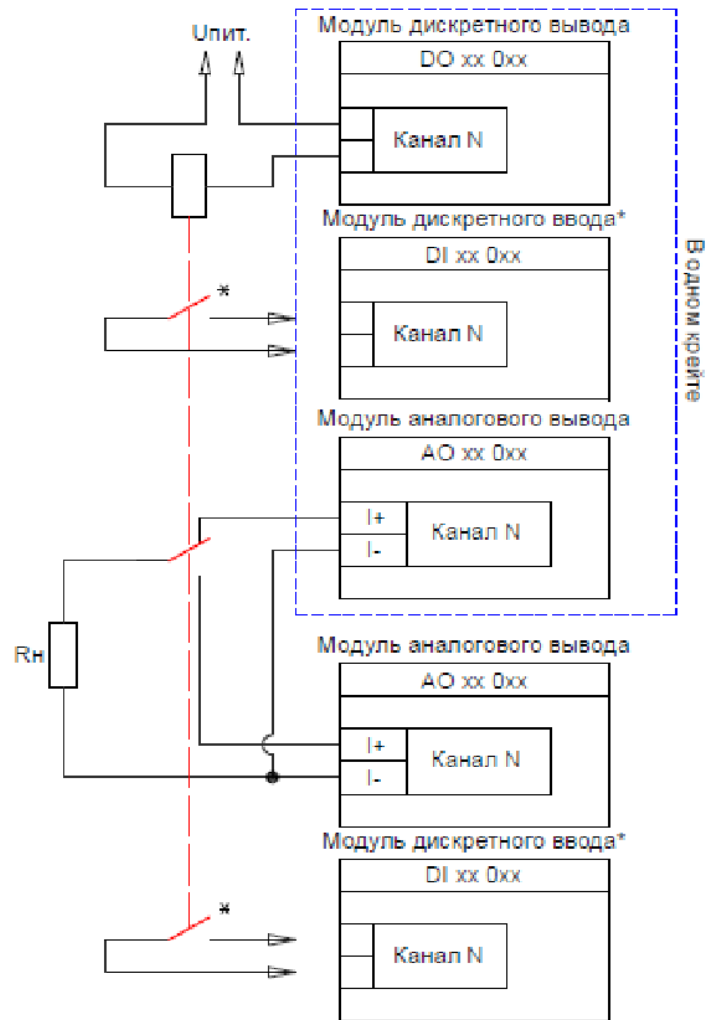 Модуль дискретного вывода
Uпит.
DO xx 0xx
Канал N
Модуль дискретного ввода*
DI xx 0xx
*
Канал N
В одном крейте
Модуль аналогового вывода
AO xx 0xx
I+
Канал N
I-
Rн
Модуль аналогового вывода
AO xx 0xx
I+
Канал N
I-
Модуль дискретного ввода*
DI xx 0xx
*
Канал N